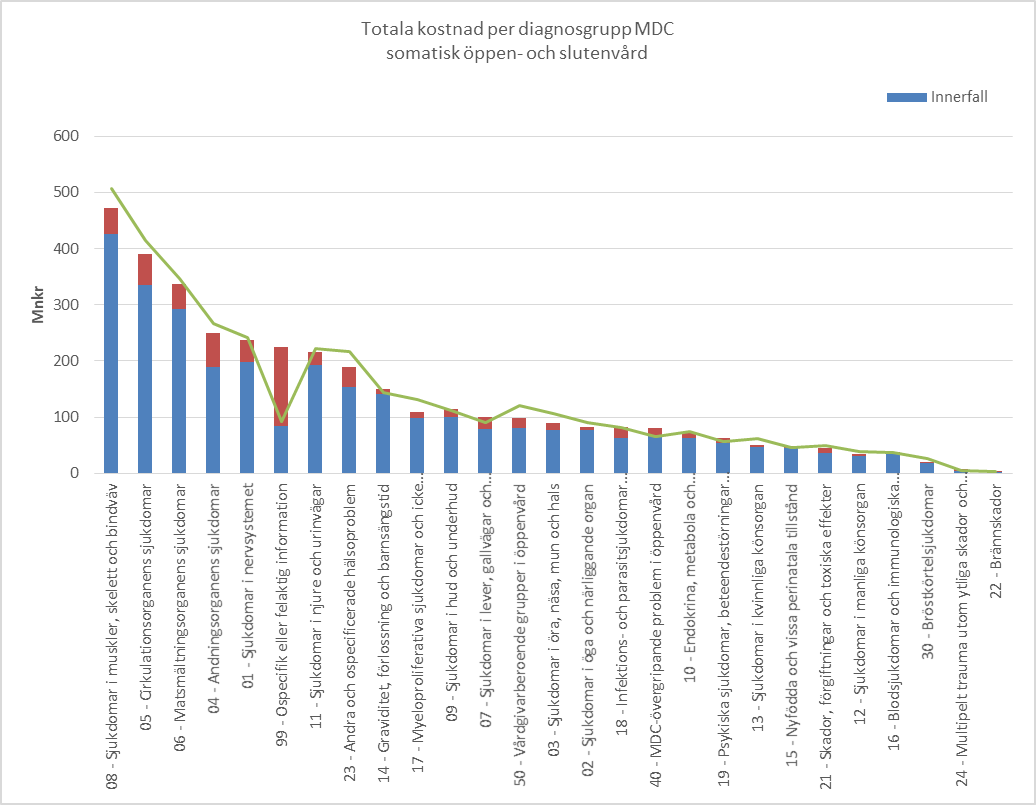 Totala kostnad per diagnosgrupp MDC
somatisk öppen- och slutenvård
Innerfall
600
500
400
300
200
100
0
Mnkr
08 - Sjukdomar i muskler, skelett och bindväv
05 - Cirkulationsorganens sjukdomar
06 - Matsmältningsorganens sjukdomar
04 - Andningsorganens sjukdomar
01 - Sjukdomar i nervsystemet
99 - Ospecifik eller felaktig information
11 - Sjukdomar i njure och urinvägar
23 - Andra och ospecificerade hälsoproblem
14 - Graviditet, förlossning och barnsängstid
17 - Myeloproliferativa sjukdomar och icke…
09 - Sjukdomar i hud och underhud
07 - Sjukdomar i lever, gallvägar och…
50 - Vårdgivarberoende grupper i öppenvård
03 - Sjukdomar i öra, näsa, mun och hals
02 - Sjukdomar i öga och närliggande organ
18 - Infektions- och parasitsjukdomar…
40 - MDC-övergripande problem i öppenvård
10 - Endokrina, metabola och…
19 - Psykiska sjukdomar, beteendestörningar…
13 - Sjukdomar i kvinnliga könsorgan
15 - Nyfödda och vissa perinatala tillstånd
21 - Skador, förgiftningar och toxiska effekter
12 - Sjukdomar i manliga könsorgan
16 - Blodsjukdomar och immunologiska…
30 - Bröstkörtelsjukdomar
24 - Multipelt trauma utom ytliga skador och…
22 - Brännskador